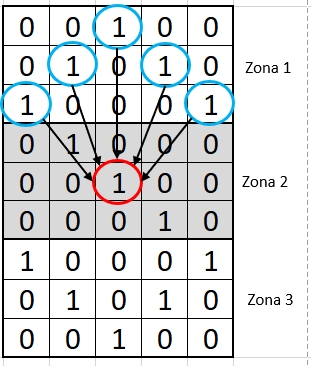 0 0 1 0 0
0 1 0 1 0 Zona 1
1 0 0 0 1
0 1 0 0 0
0 0 1 0 0 Zona 2
0 0 0 1 0
1 0 0 0 1
0 1 0 1 0 Zona 3
0 0 1 0 0